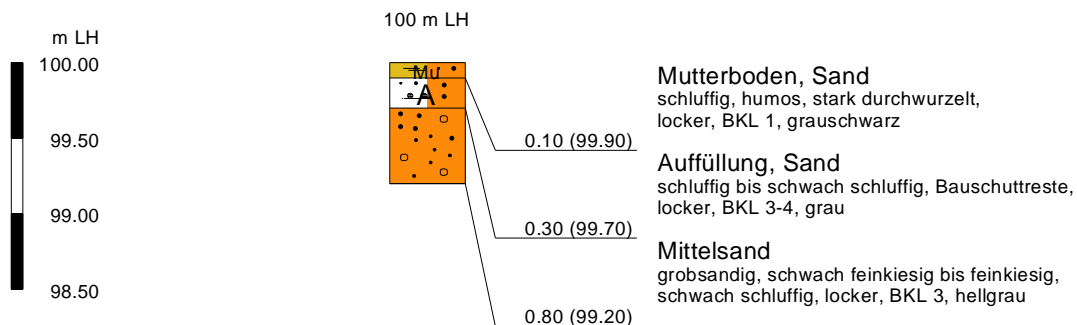 100 m LH
m LH
100.00
99.50
99.00
98.50
Mu
A
0.10 (99.90)
0.30 (99.70)
0.80 (99.20)
Mutterboden, Sand
schluffig, humos, stark durchwurzelt,
locker, BKL 1, grauschwarz
Auffüllung, Sand
schluffig bis schwach schluffig, Bauschuttreste,
locker, BKL 3-4, grau
Mittelsand
grobsandig, schwach feinkiesig bis feinkiesig,
schwach schluffig, locker, BKL 3, hellgrau